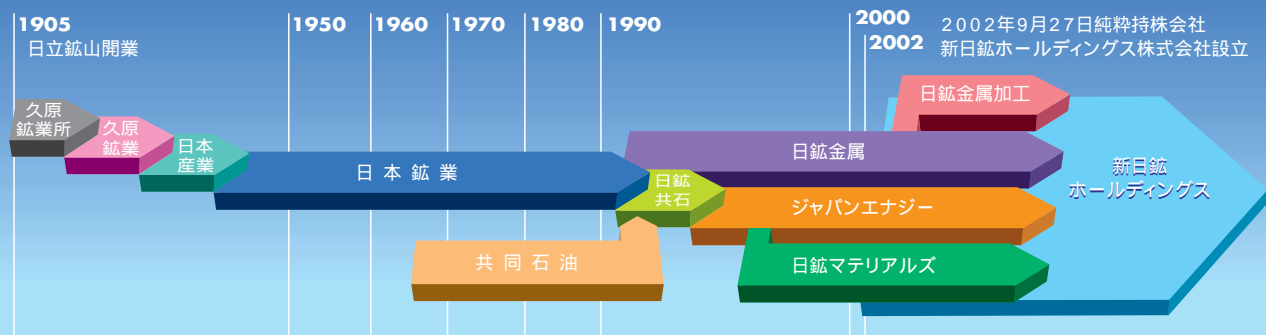 1905
日立鉱山開業
1950
1960
1970
1980
1990
2000
2002
2002年9月27日純粋持株会社
新日鉱ホールディングス株式会社設立
久原
鉱業所
久原
鉱業
日本
産業
日本鉱業
共同石油
日鉱
共石
日鉱金属加工
日鉱金属
ジャパンエナジー
日鉱マテリアルズ
新日鉱
ホールディングス